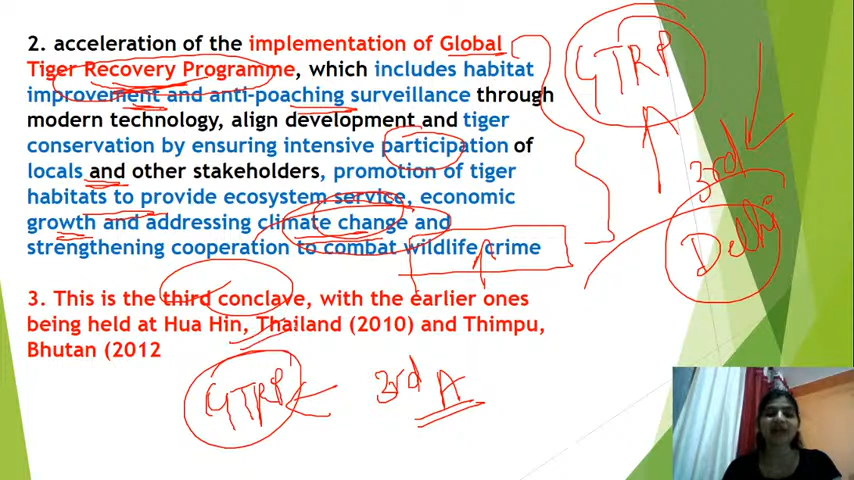 2. acceleration of the implementation of Global
Tiger Recovery Programme, which includes habitat
improvement and anti-poaching surveillance through
modern technology, align development and tiger
conservation by ensuring intensive participation of
locals and other stakeholders, promotion of tiger
habitats to provide ecosystem service, economic
growth and addressing climate change and
strengthening cooperation to combat wildlife crime
3. This is the third conclave, with the earlier ones
being held at Hua Hin, Thailand (2010) and Thimpu,
Bhutan (2012
GTRP
3rd
Delhi
GTRP
3rd A